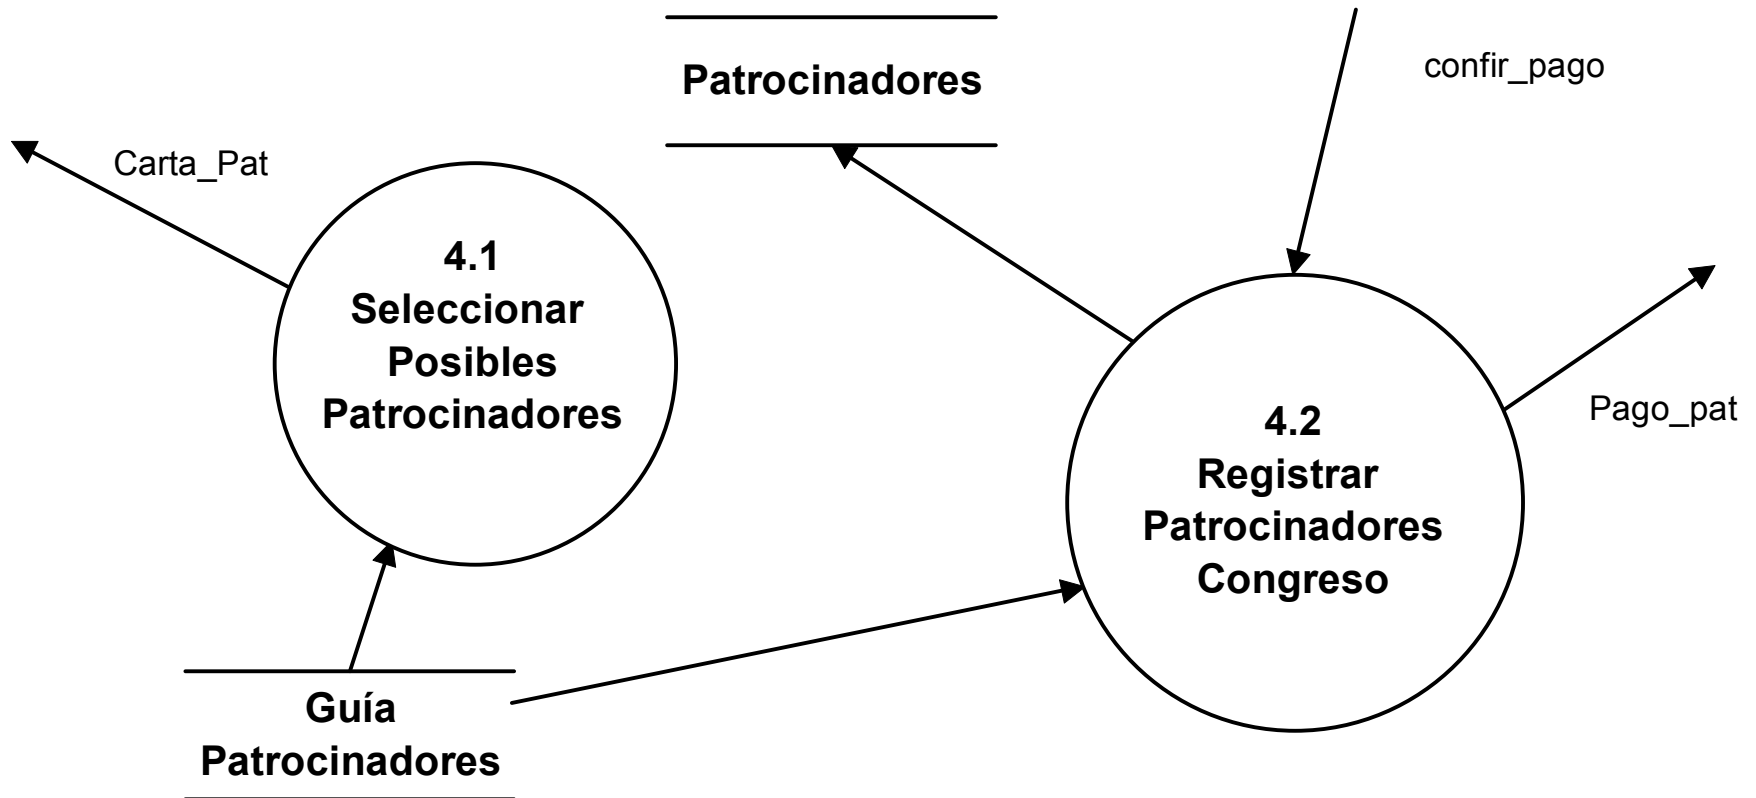 Patrocinadores
confir_pago
Carta_Pat
4.1
Seleccionar
Posibles
Patrocinadores
4.2
Registrar
Patrocinadores
Congreso
Pago_pat
Guía
Patrocinadores